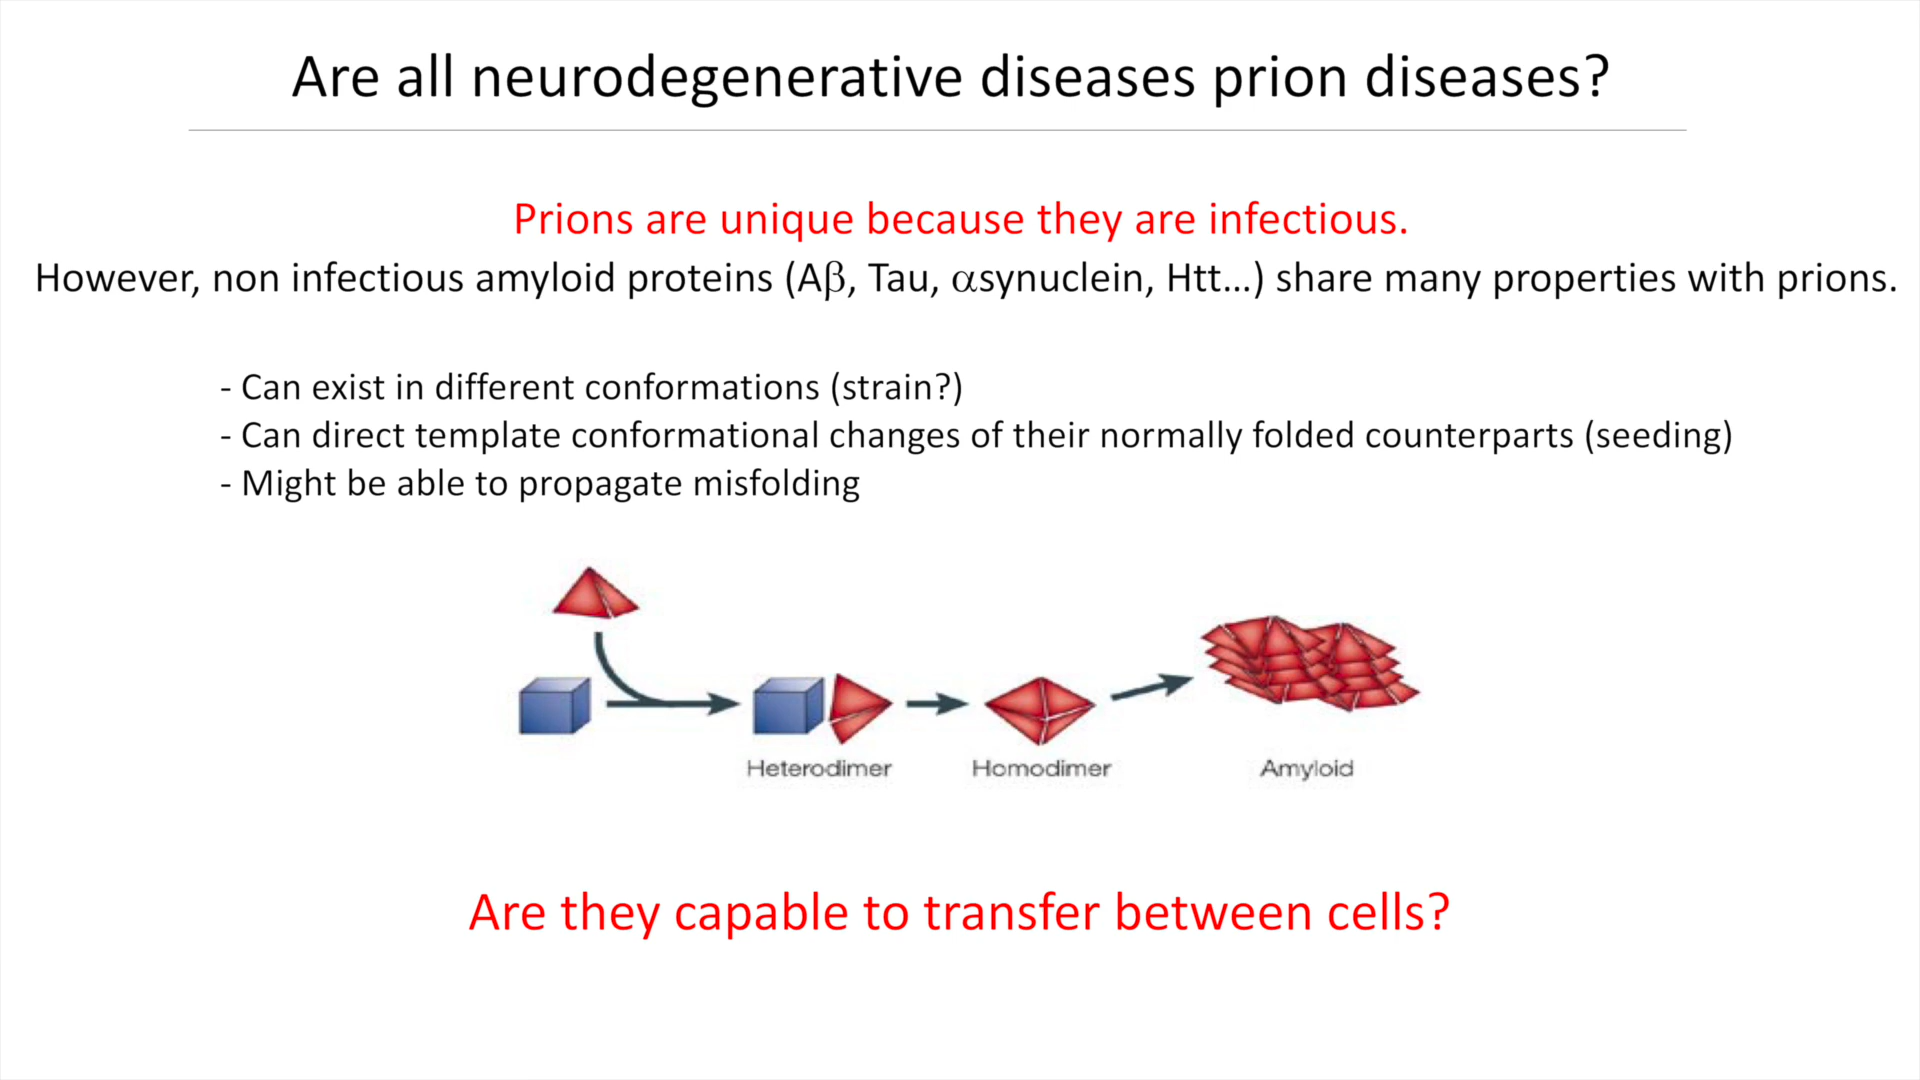 Are all neurodegenerative diseases prion diseases?
Prions are unique because they are infectious.
However, non infectious amyloid proteins (Aβ, Tau, αsynuclein, Htt...) share many properties with prions.
- Can exist in different conformations (strain?)
- Can direct template conformational changes of their normally folded counterparts (seeding)
- Might be able to propagate misfolding
Heterodimer Homodimer Amyloid
Are they capable to transfer between cells?